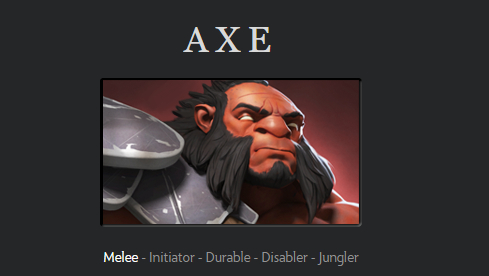 AXE
Melee - Initiator - Durable - Disabler - Jungler